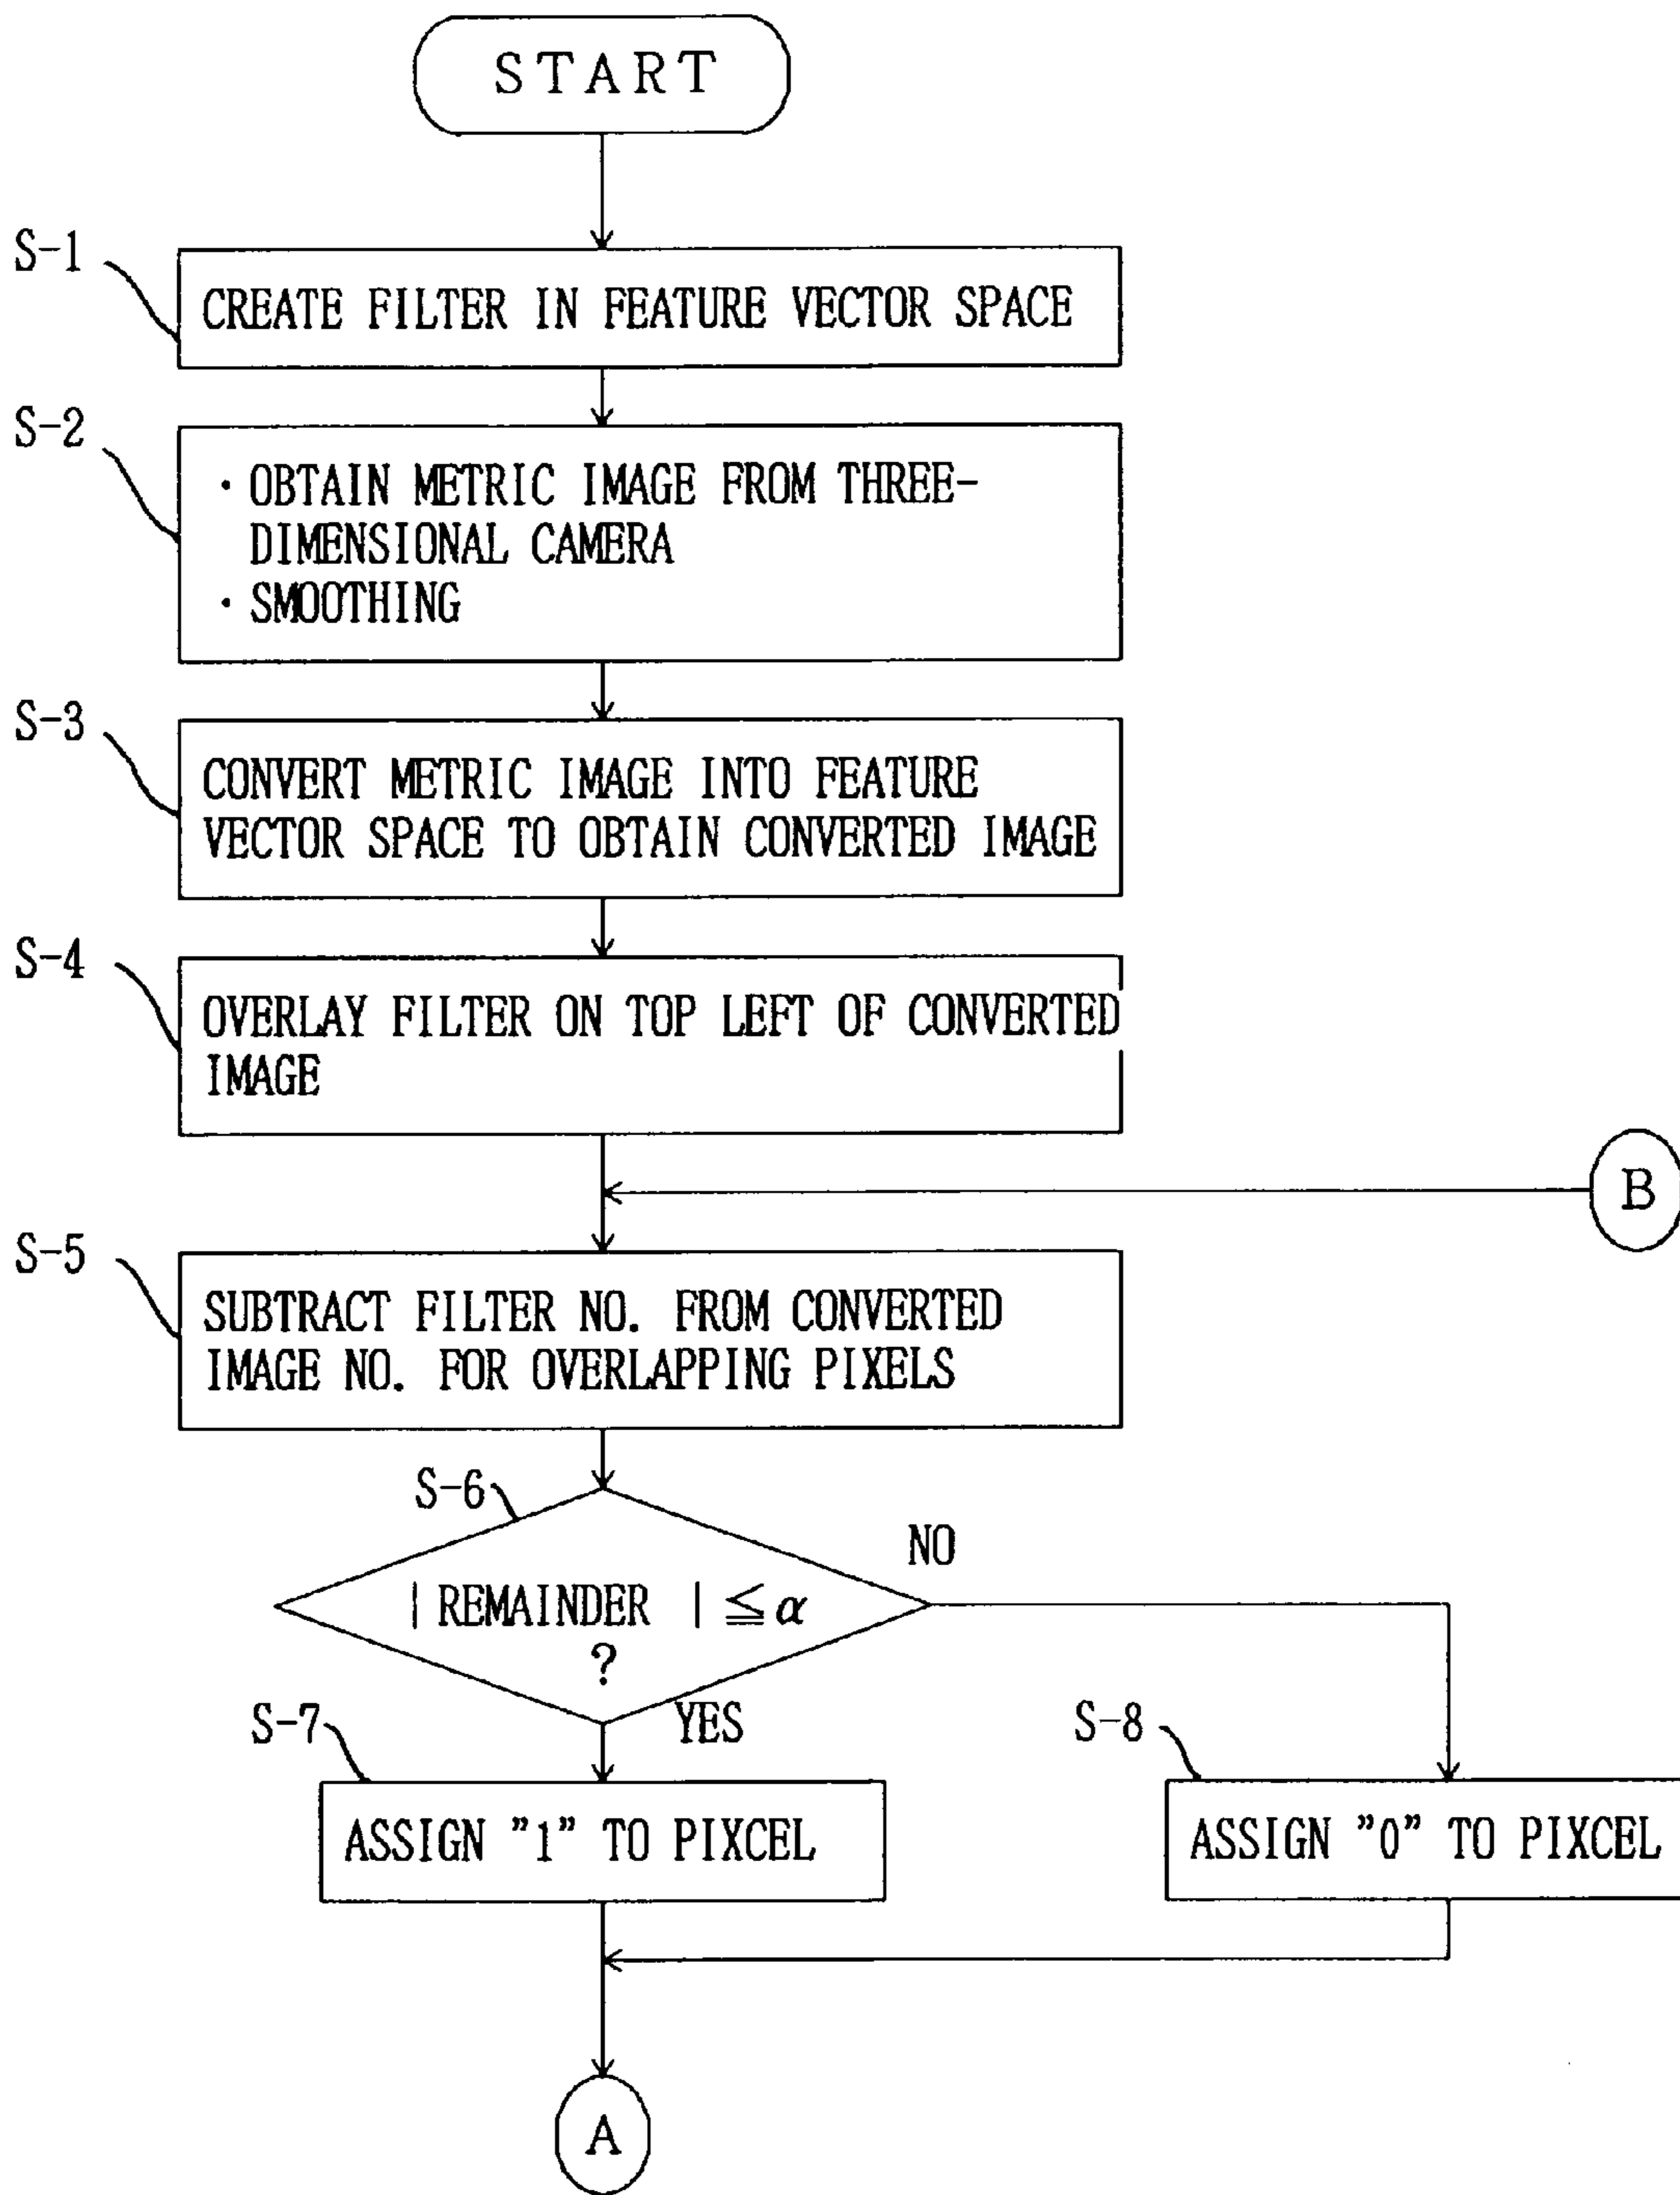 START
S-1
CREATE FILTER IN FEATURE VECTOR SPACE
S-2
・OBTAIN METRIC IMAGE FROM THREE-
DIMENSIONAL CAMERA
・SMOOTHING
S-3
CONVERT METRIC IMAGE INTO FEATURE
VECTOR SPACE TO OBTAIN CONVERTED IMAGE
S-4
OVERLAY FILTER ON TOP LEFT OF CONVERTED
IMAGE
B
S-5
SUBTRACT FILTER NO. FROM CONVERTED
IMAGE NO. FOR OVERLAPPING PIXELS
S-6
NO
| REMAINDER | ≦ α
?
YES
S-7
ASSIGN "1" TO PIXCEL
S-8
ASSIGN "0" TO PIXCEL
A